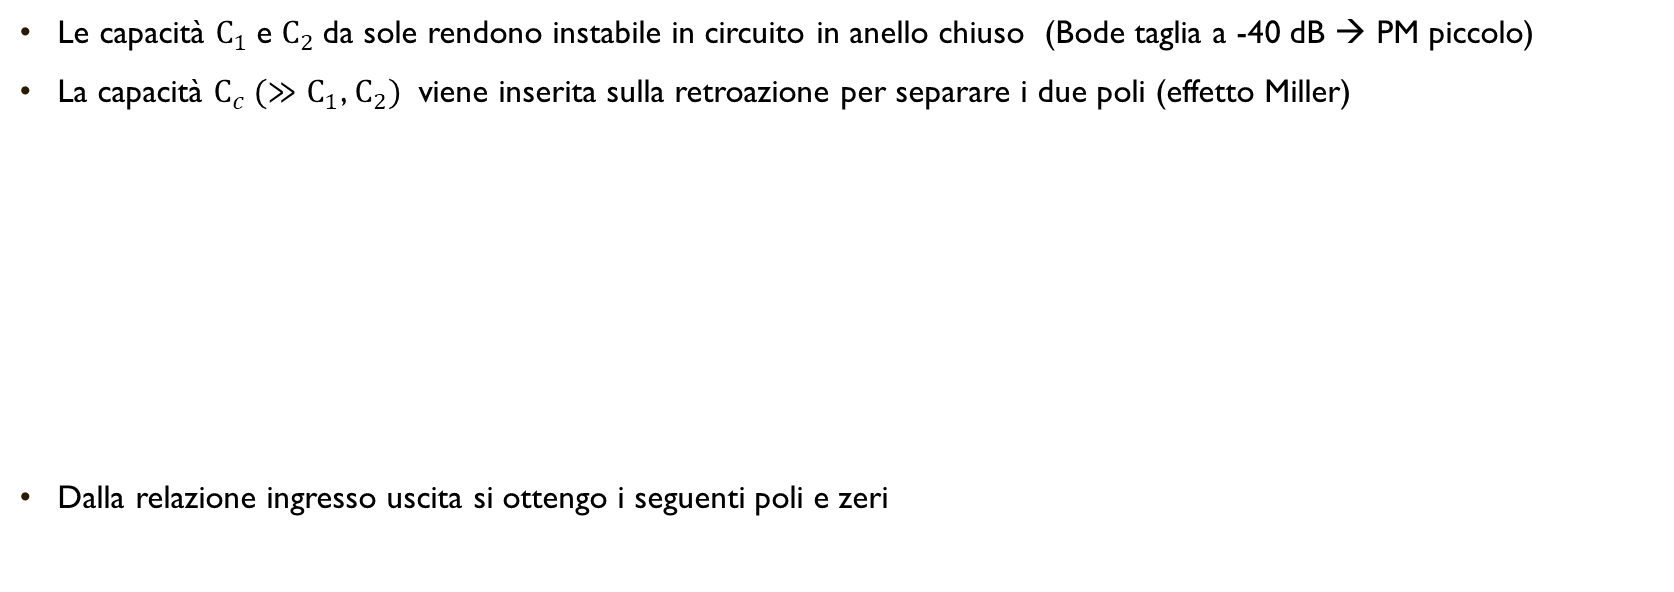 • Le capacità C₁ e C₂ da sole rendono instabile in circuito in anello chiuso (Bode taglia a -40 dB → PM piccolo)
• La capacità C𝑐 (≫ C₁, C₂) viene inserita sulla retroazione per separare i due poli (effetto Miller)
• Dalla relazione ingresso uscita si ottengo i seguenti poli e zeri